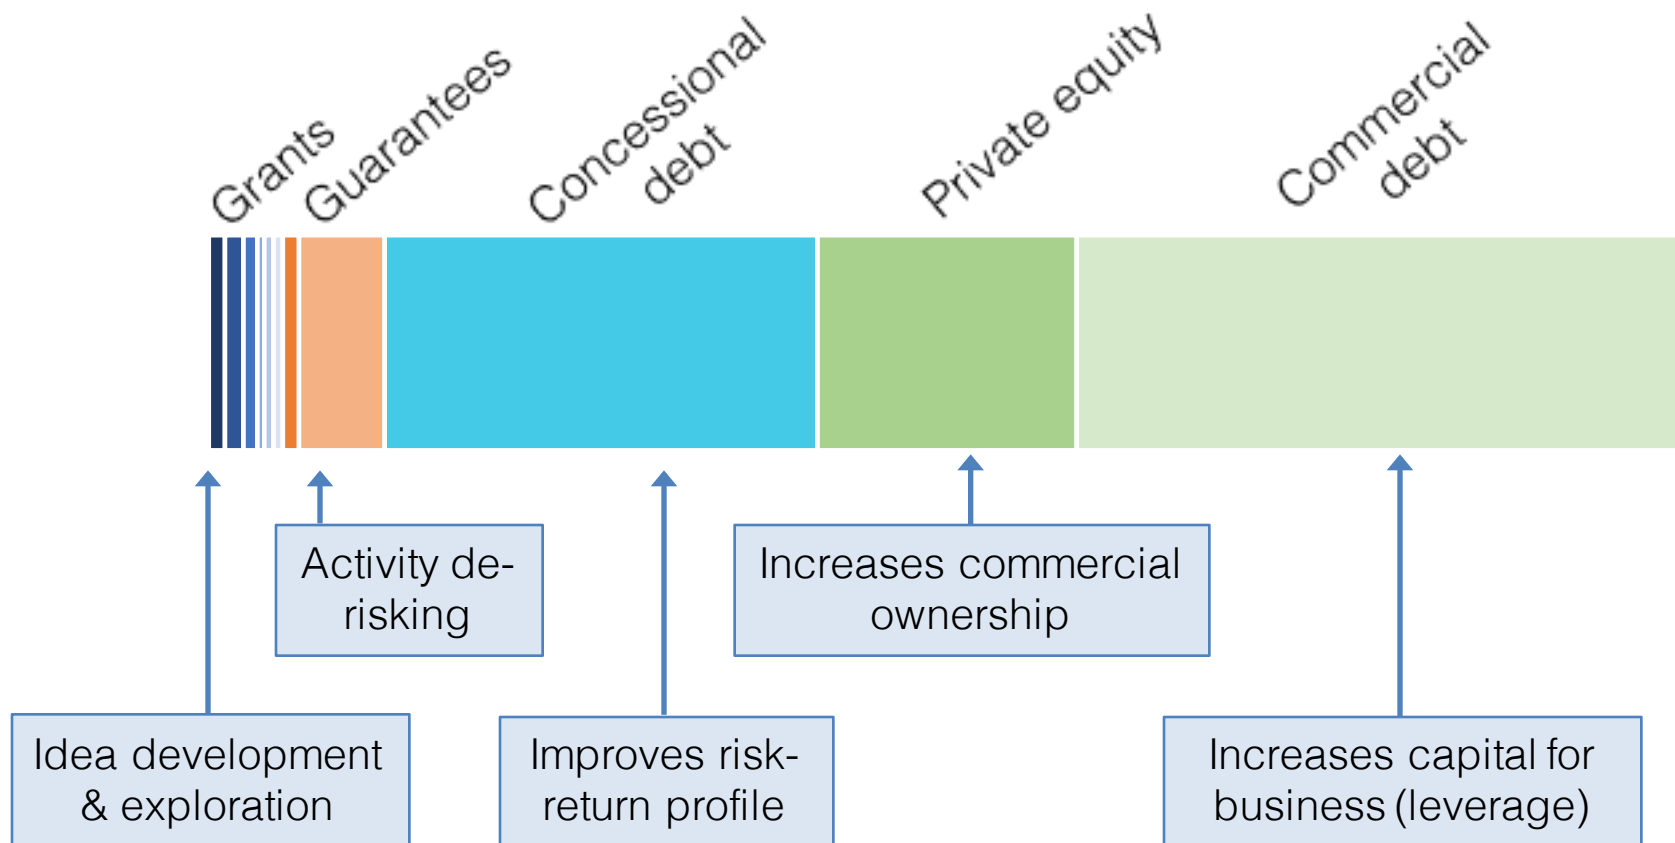 Grants
Guarantees
Concessional
debt
Private equity
Commercial
debt
Activity de-
risking
Increases commercial
ownership
Idea development
& exploration
Improves risk-
return profile
Increases capital for
business (leverage)